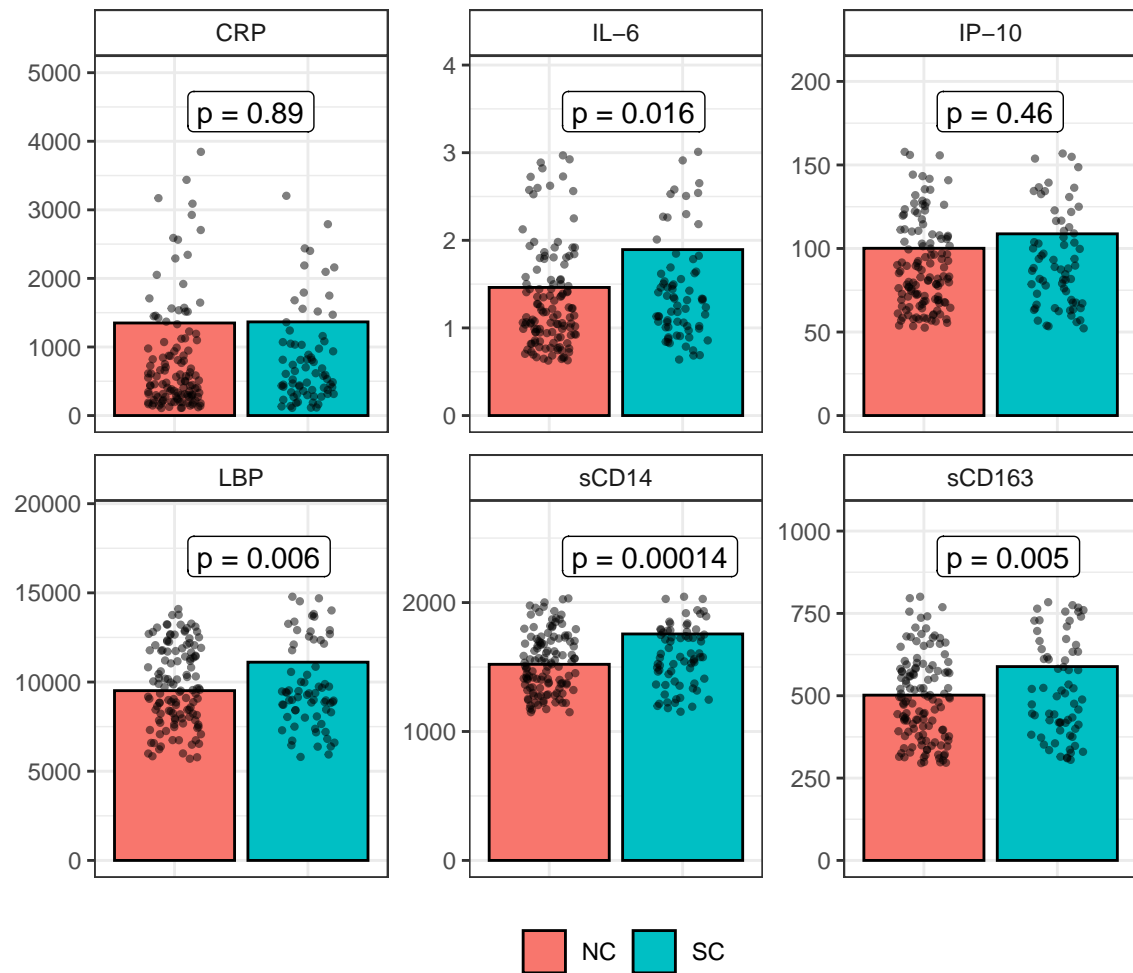 CRP
IL−6
IP−10
5000
4000
3000
2000
1000
0
p = 0.89
4
3
2
1
0
p = 0.016
200
150
100
50
0
p = 0.46
LBP
sCD14
sCD163
20000
15000
10000
5000
0
p = 0.006
2000
1000
0
p = 0.00014
1000
750
500
250
0
p = 0.005
NC
SC